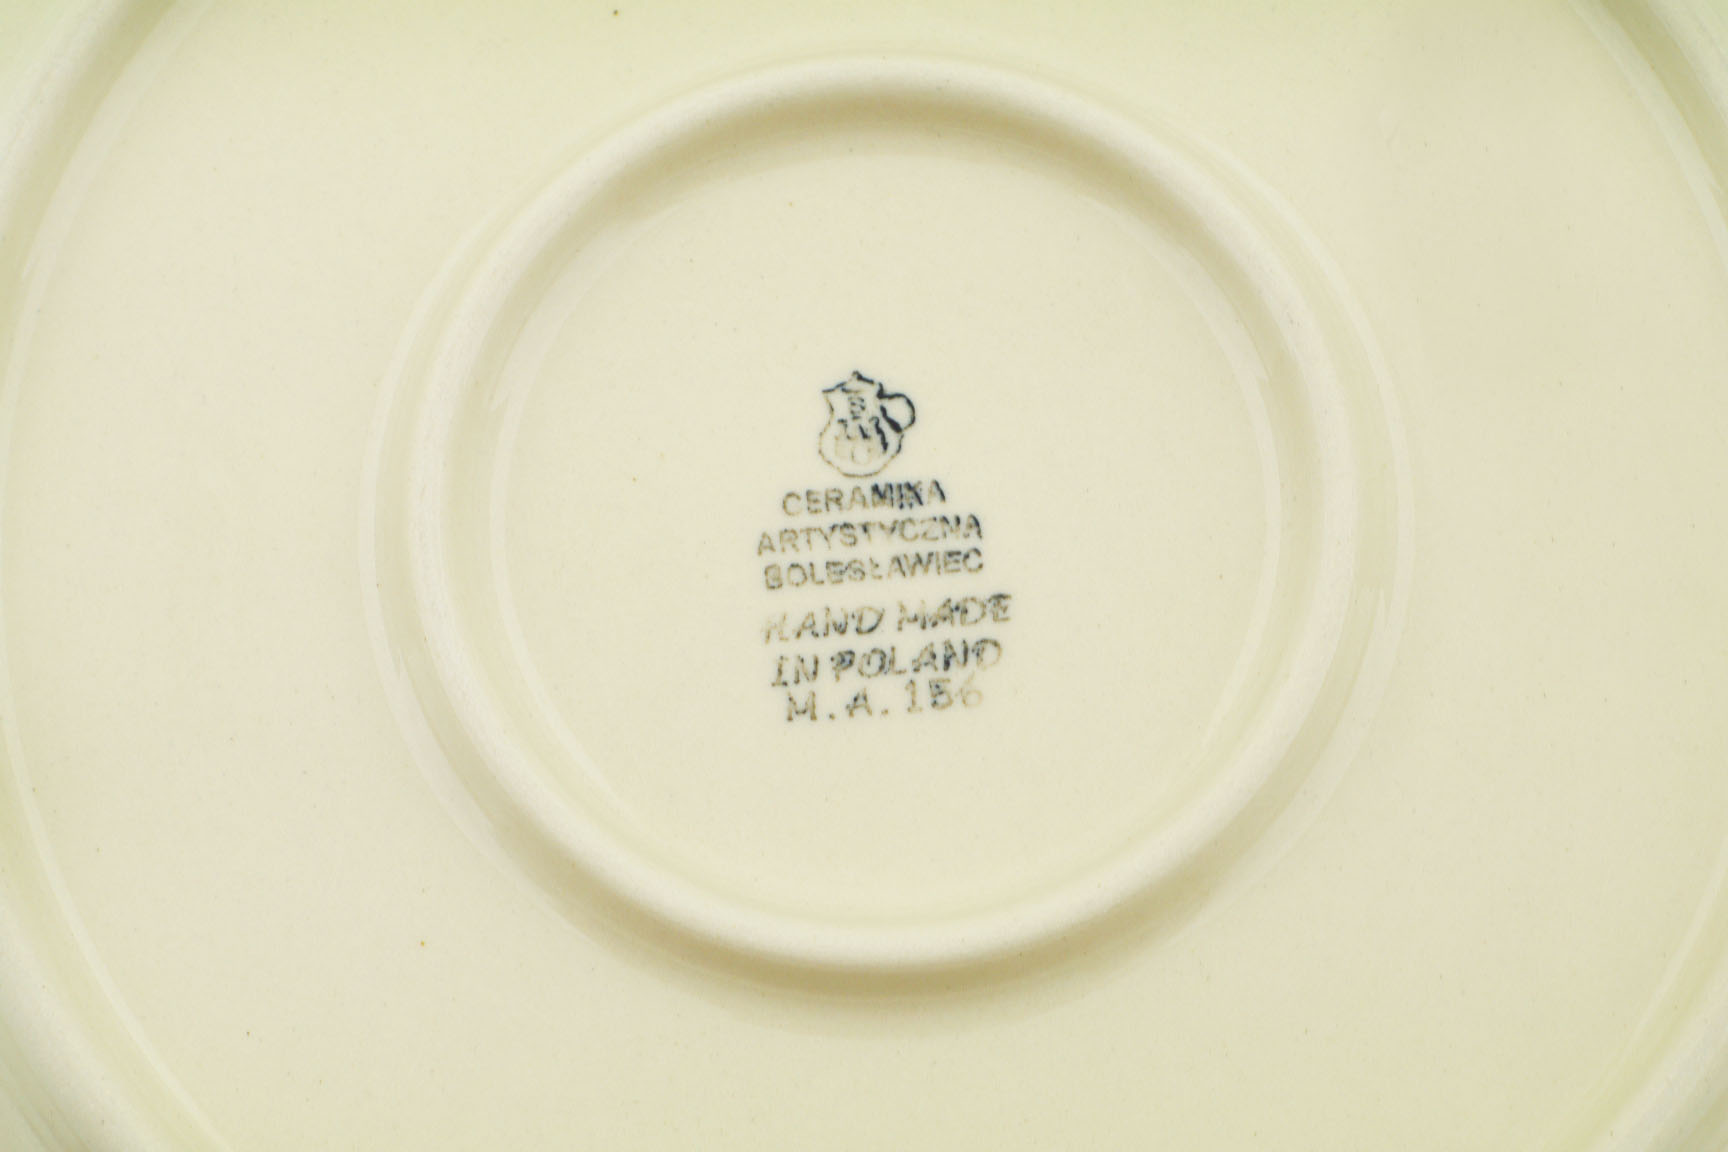 CERAMIKA
ARTYSTYCZNA
BOLESŁAWIEC
HAND MADE
IN POLAND
M.A.156